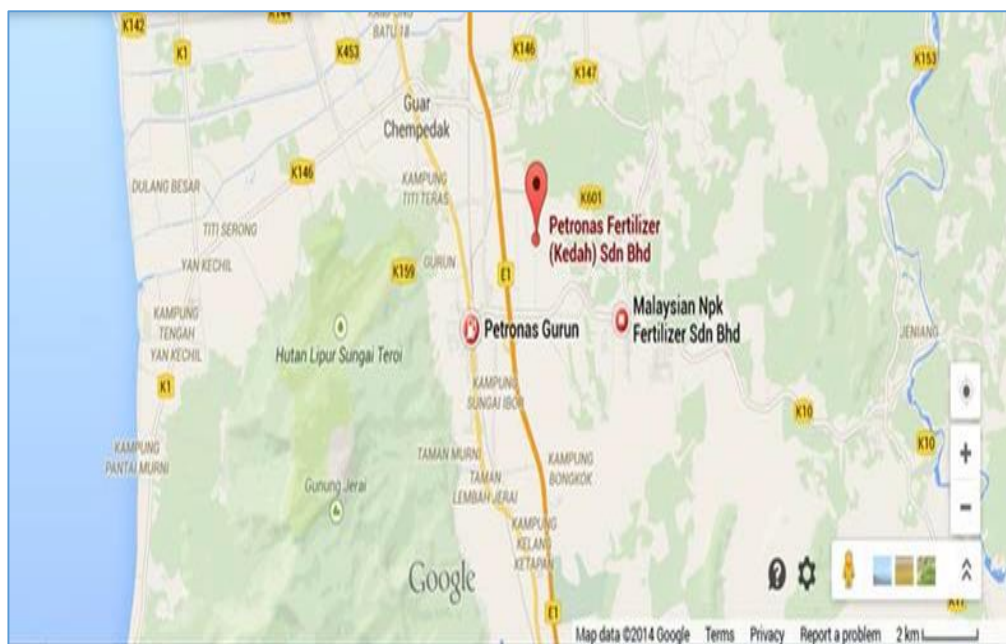 K142
K144
KAMPUNG
BATU 18
K1
K453
K146
K147
K153
Guar
Chempedak
K146
DULANG BESAR
KAMPUNG
TITI TERAS
K601
TITI SERONG
Petronas Fertilizer
(Kedah) Sdn Bhd
YAN KECHIL
K159
GURUN
E1
KAMPUNG
TENGAH
YAN KECHIL
Hutan Lipur Sungai Teroi
Petronas Gurun
Malaysian Npk
Fertilizer Sdn Bhd
JENIANG
K1
KAMPUNG
SUNGAI IBOR
K10
K10
KAMPUNG
PANTAI MURNI
TAMAN MURNI
KAMPUNG
BONGKOK
Gunung Jerai
TAMAN
LEMBAH JERAI
KAMPUNG
KELANG
KETAPAN
Google
E1
K17
Map data ©2014 Google
Terms
Privacy
Report a problem
2 km